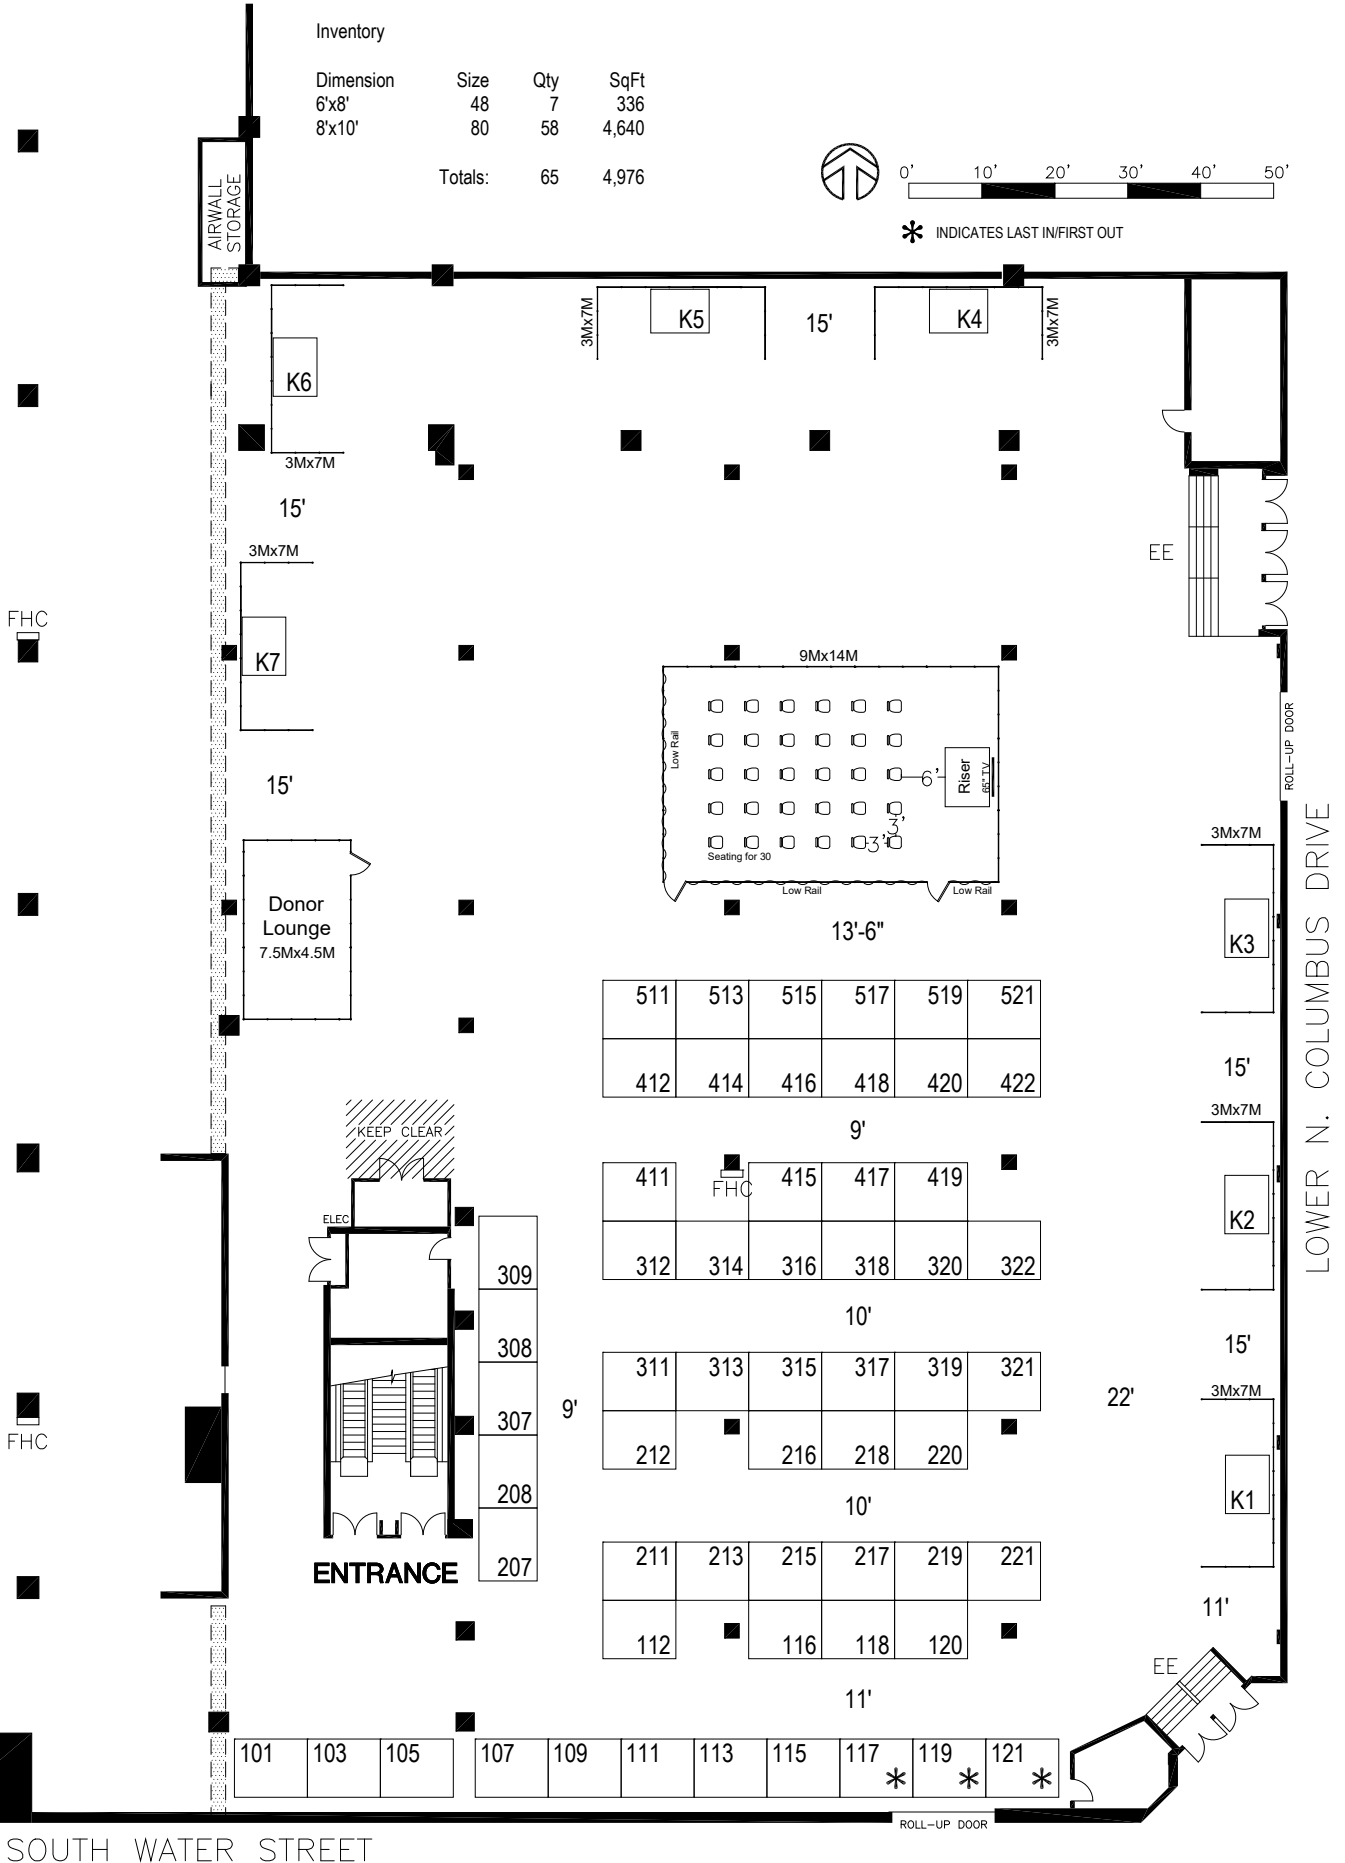 Inventory
Dimension Size Qty SqFt
6'x8' 48 7 336
8'x10' 80 58 4,640
Totals: 65 4,976
0' 10' 20' 30' 40' 50'
INDICATES LAST IN/FIRST OUT
AIRWALL
STORAGE
K6
3Mx7M
3Mx7M
K5
15'
K4
3Mx7M
15'
3Mx7M
EE
FHC
K7
9Mx14M
ROLL-UP DOOR
Low Rail
15'
6'
Riser
65" TV
3'
3'
Seating for 30
Low Rail
Low Rail
3Mx7M
LOWER N. COLUMBUS DRIVE
Donor
Lounge
7.5Mx4.5M
13'-6"
K3
511 513 515 517 519 521
412 414 416 418 420 422
15'
3Mx7M
KEEP CLEAR
9'
411 415 417 419
FHC
K2
ELEC
312 314 316 318 320 322
309
10'
308
15'
311 313 315 317 319 321
3Mx7M
22'
9'
307
FHC
212 216 218 220
208
K1
10'
207
211 213 215 217 219 221
ENTRANCE
11'
112 116 118 120
EE
11'
101 103 105 107 109 111 113 115 117 119 121
ROLL-UP DOOR
SOUTH WATER STREET